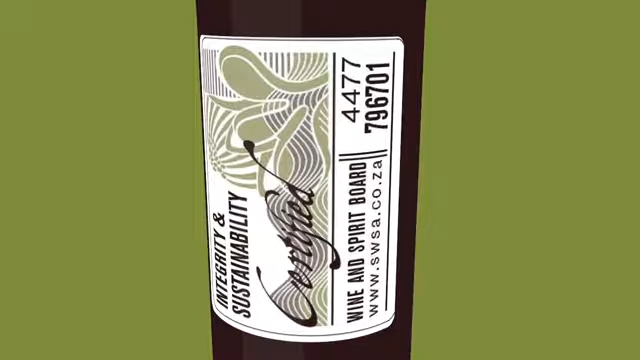 INTEGRITY &
SUSTAINABILITY
Certified
WINE AND SPIRIT BOARD
www.swsa.co.za
4477
796701